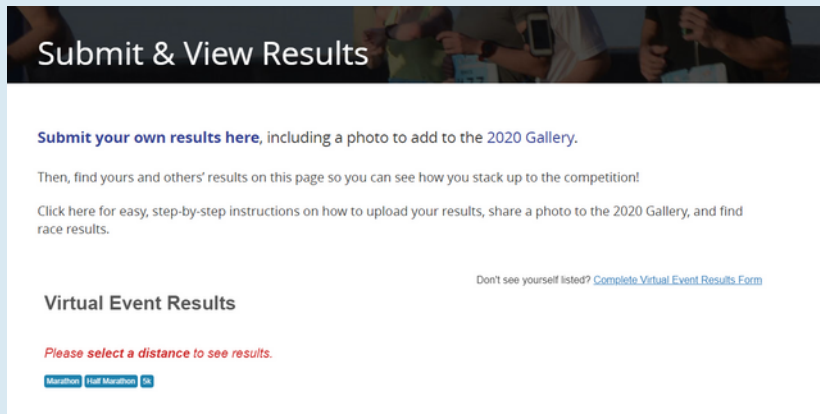 Submit & View Results
Submit your own results here, including a photo to add to the 2020 Gallery.
Then, find yours and others' results on this page so you can see how you stack up to the competition!
Click here for easy, step-by-step instructions on how to upload your results, share a photo to the 2020 Gallery, and find
race results.
Don't see yourself listed? Complete Virtual Event Results Form
Virtual Event Results
Please select a distance to see results.
Marathon Half Marathon 5k